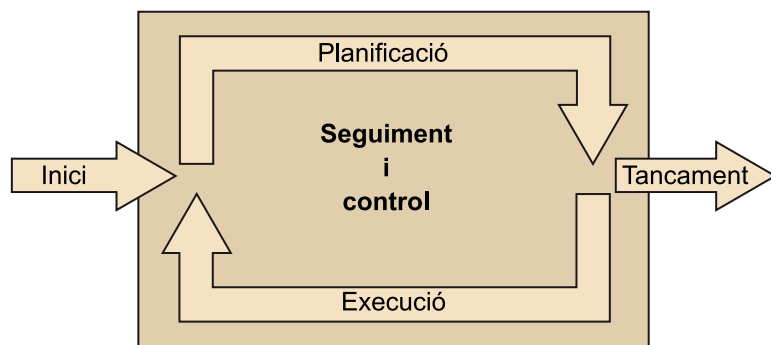 Planificació
Seguiment
i
control
Inici
Tancament
Execució